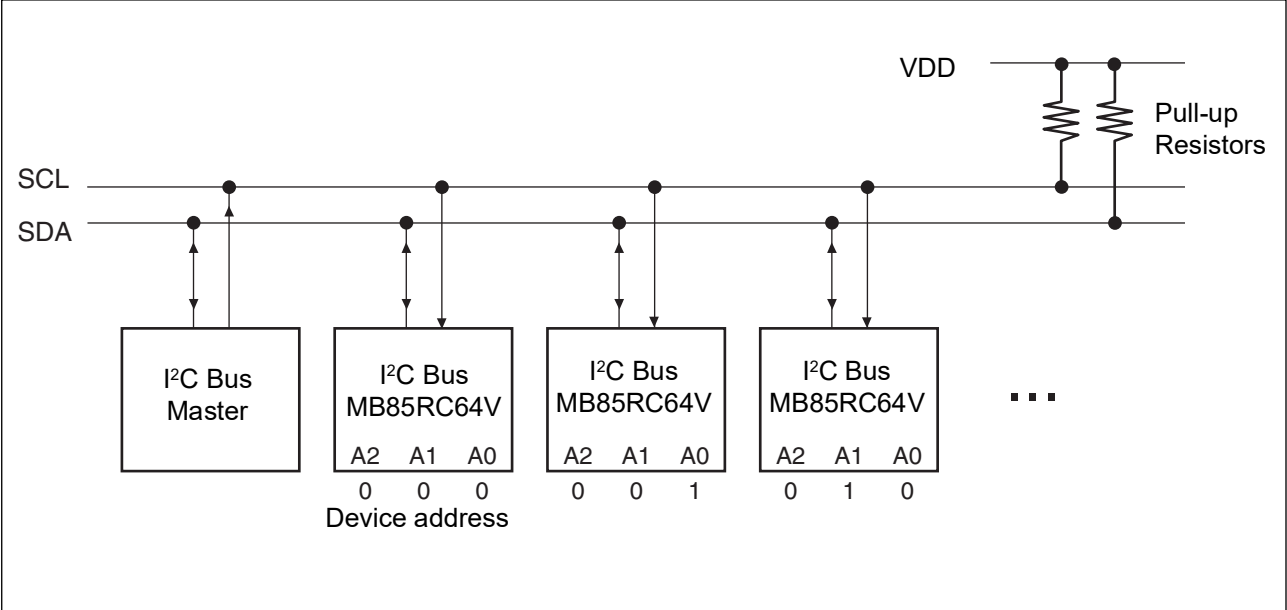 VDD
Pull-up
Resistors
SCL
SDA
I²C Bus
Master
I²C Bus
MB85RC64V
A2 A1 A0
0 0 0
Device address
I²C Bus
MB85RC64V
A2 A1 A0
0 0 1
I²C Bus
MB85RC64V
A2 A1 A0
0 1 0
...